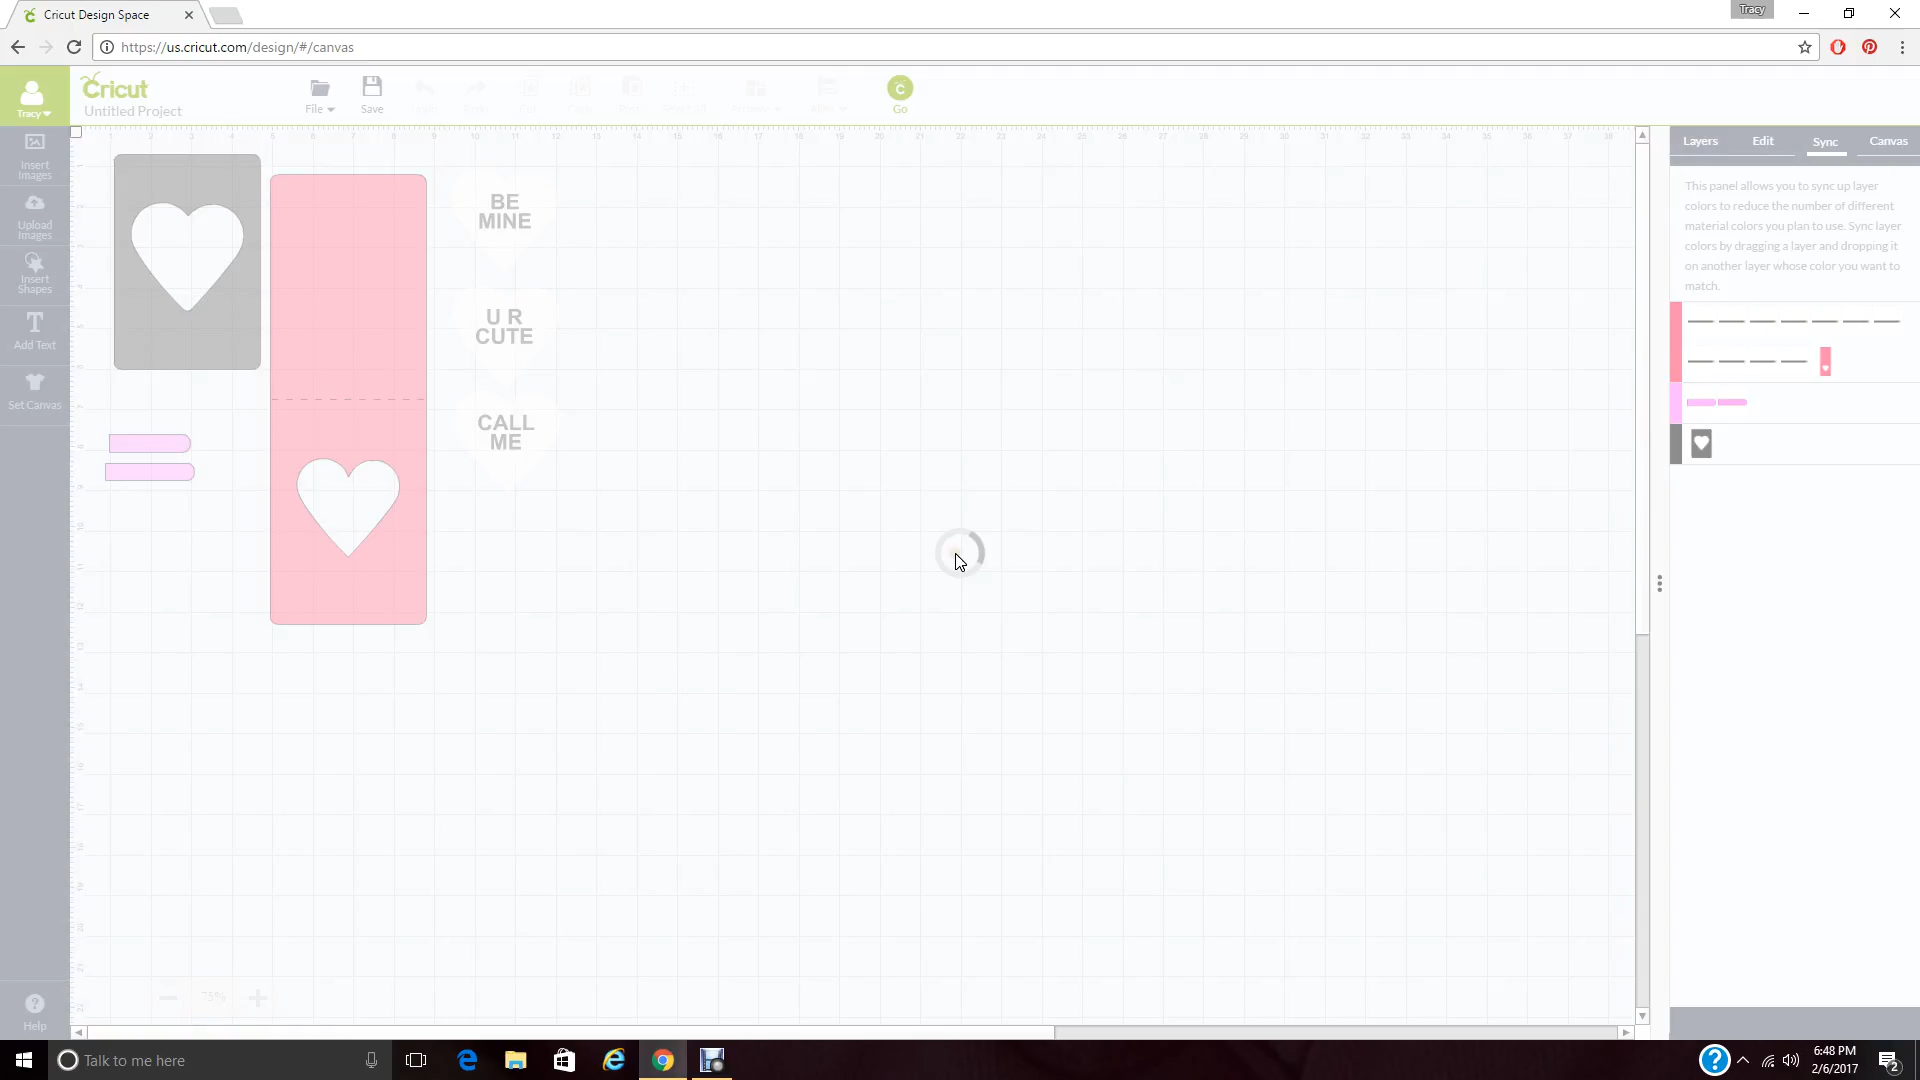 Cricut Design Space
Tracy
https://us.cricut.com/design/#/canvas
Tracy
Cricut
Untitled Project
File
Save
Go
Insert
Images
Upload
Images
Insert
Shapes
Add Text
Set Canvas
Help
BE
MINE
U R
CUTE
CALL
ME
75%
Layers Edit Sync Canvas
This panel allows you to sync up layer
colors to reduce the number of different
material colors you plan to use. Sync layer
colors by dragging a layer and dropping it
on another layer whose color you want to
match.
Talk to me here
6:48 PM
2/6/2017
2